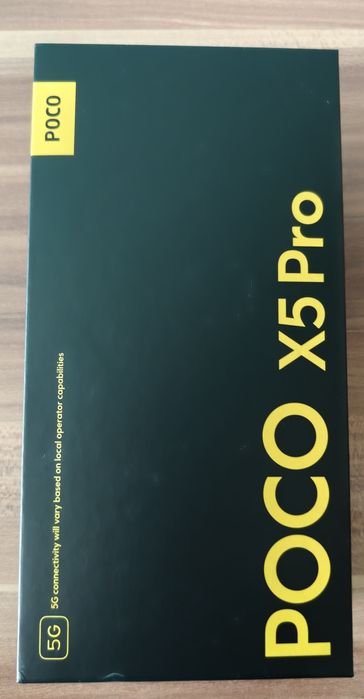 POCO
POCO X5 Pro
5G 5G connectivity will vary based on local operator capabilities